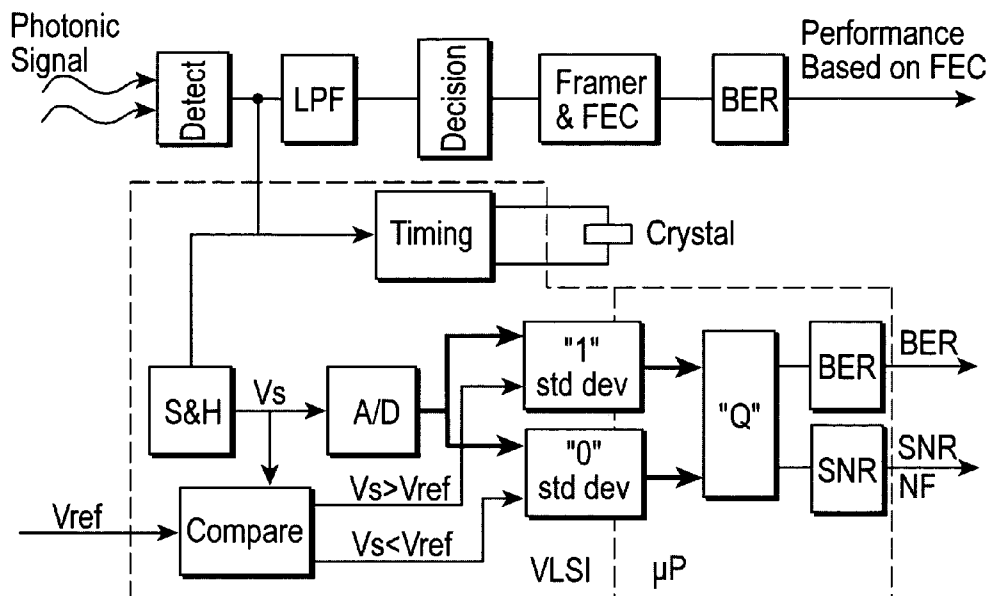 Photonic
Signal
Detect
LPF
Decision
Framer
& FEC
BER
Performance
Based on FEC
Timing
Crystal
S&H
Vs
A/D
"1"
std dev
"0"
std dev
"Q"
BER
BER
SNR
SNR
NF
Vref
Compare
Vs>Vref
Vs<Vref
VLSI
µP